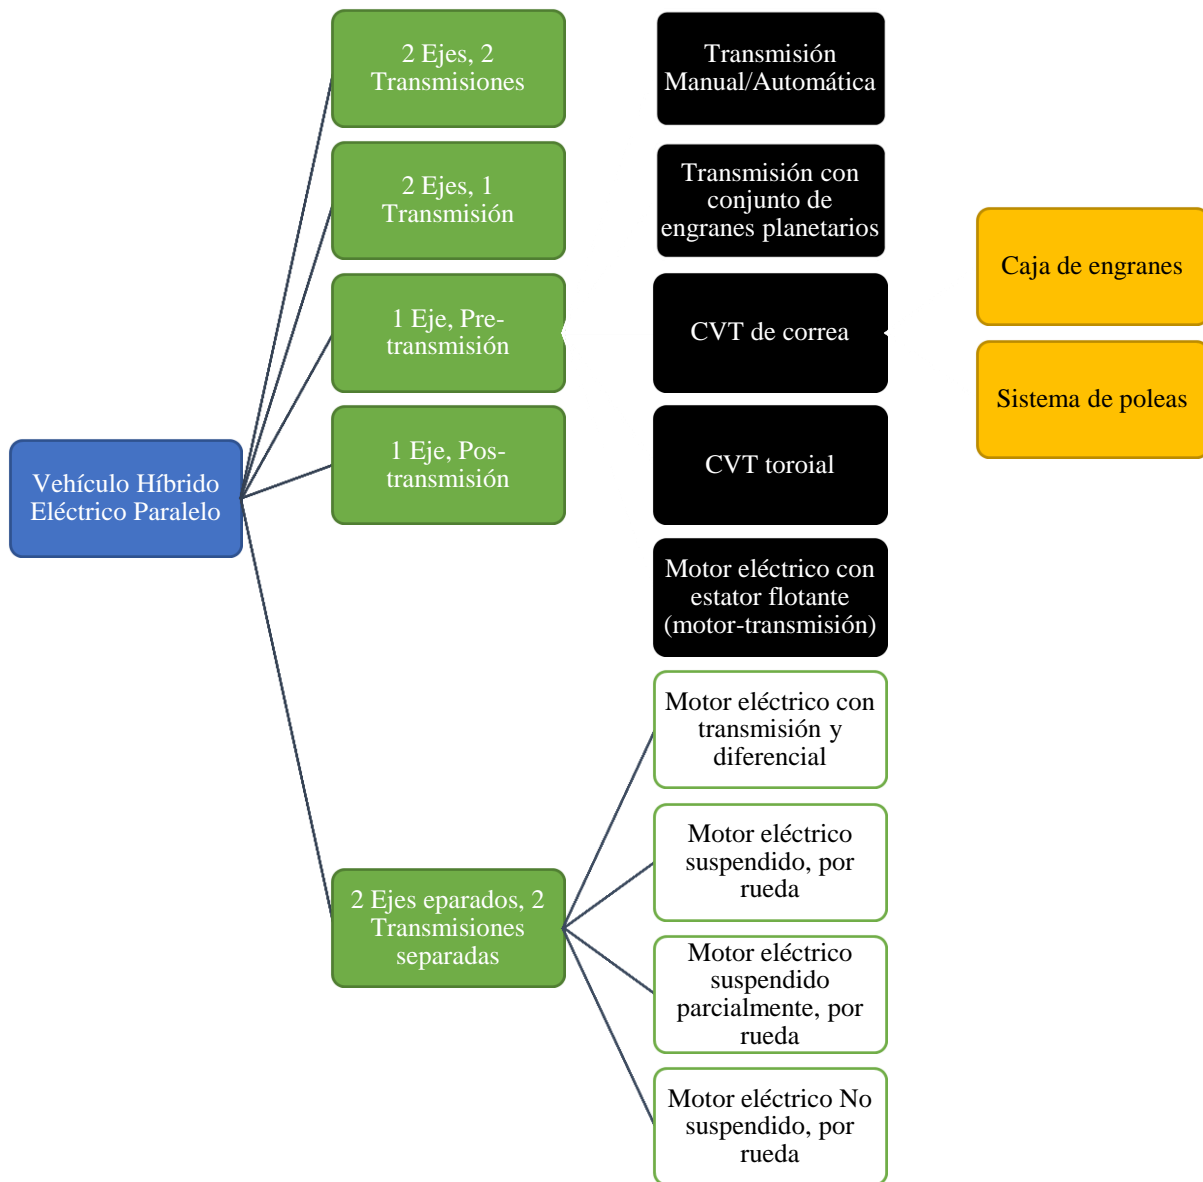 2 Ejes, 2
Transmisiones
Transmisión
Manual/Automática
2 Ejes, 1
Transmisión
Transmisión con
conjunto de
engranes planetarios
Caja de engranes
1 Eje, Pre-
transmisión
CVT de correa
Sistema de poleas
1 Eje, Pos-
transmisión
CVT toroial
Vehículo Híbrido
Eléctrico Paralelo
Motor eléctrico con
estator flotante
(motor-transmisión)
Motor eléctrico con
transmisión y
diferencial
Motor eléctrico
suspendido, por
rueda
2 Ejes eparados, 2
Transmisiones
separadas
Motor eléctrico
suspendido
parcialmente, por
rueda
Motor eléctrico No
suspendido, por
rueda